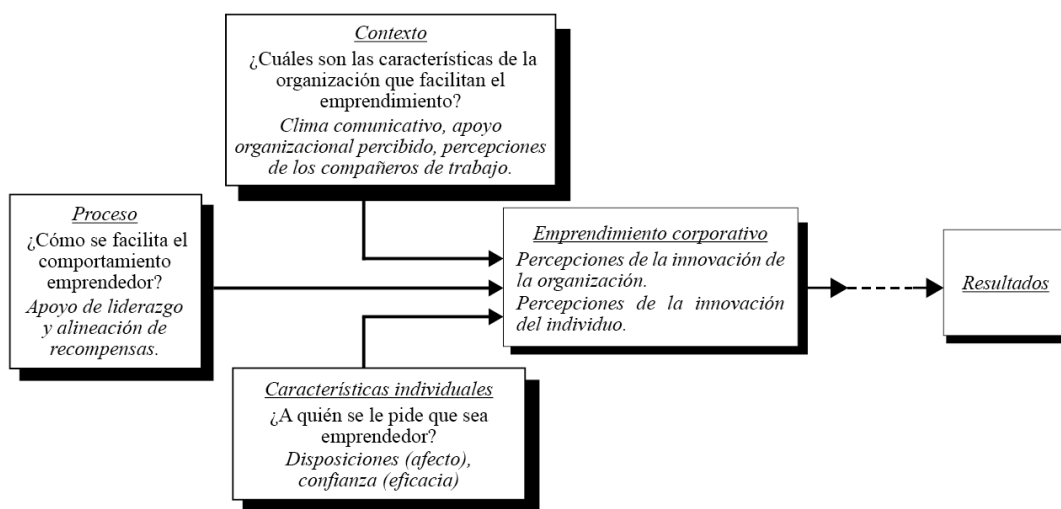 Contexto
¿Cuáles son las características de la
organización que facilitan el
emprendimiento?
Clima comunicativo, apoyo
organizacional percibido, percepciones
de los compañeros de trabajo.
Proceso
¿Cómo se facilita el
comportamiento
emprendedor?
Apoyo de liderazgo
y alineación de
recompensas.
Emprendimiento corporativo
Percepciones de la innovación de
la organización.
Percepciones de la innovación
del individuo.
Resultados
Características individuales
¿A quién se le pide que sea
emprendedor?
Disposiciones (afecto),
confianza (eficacia)